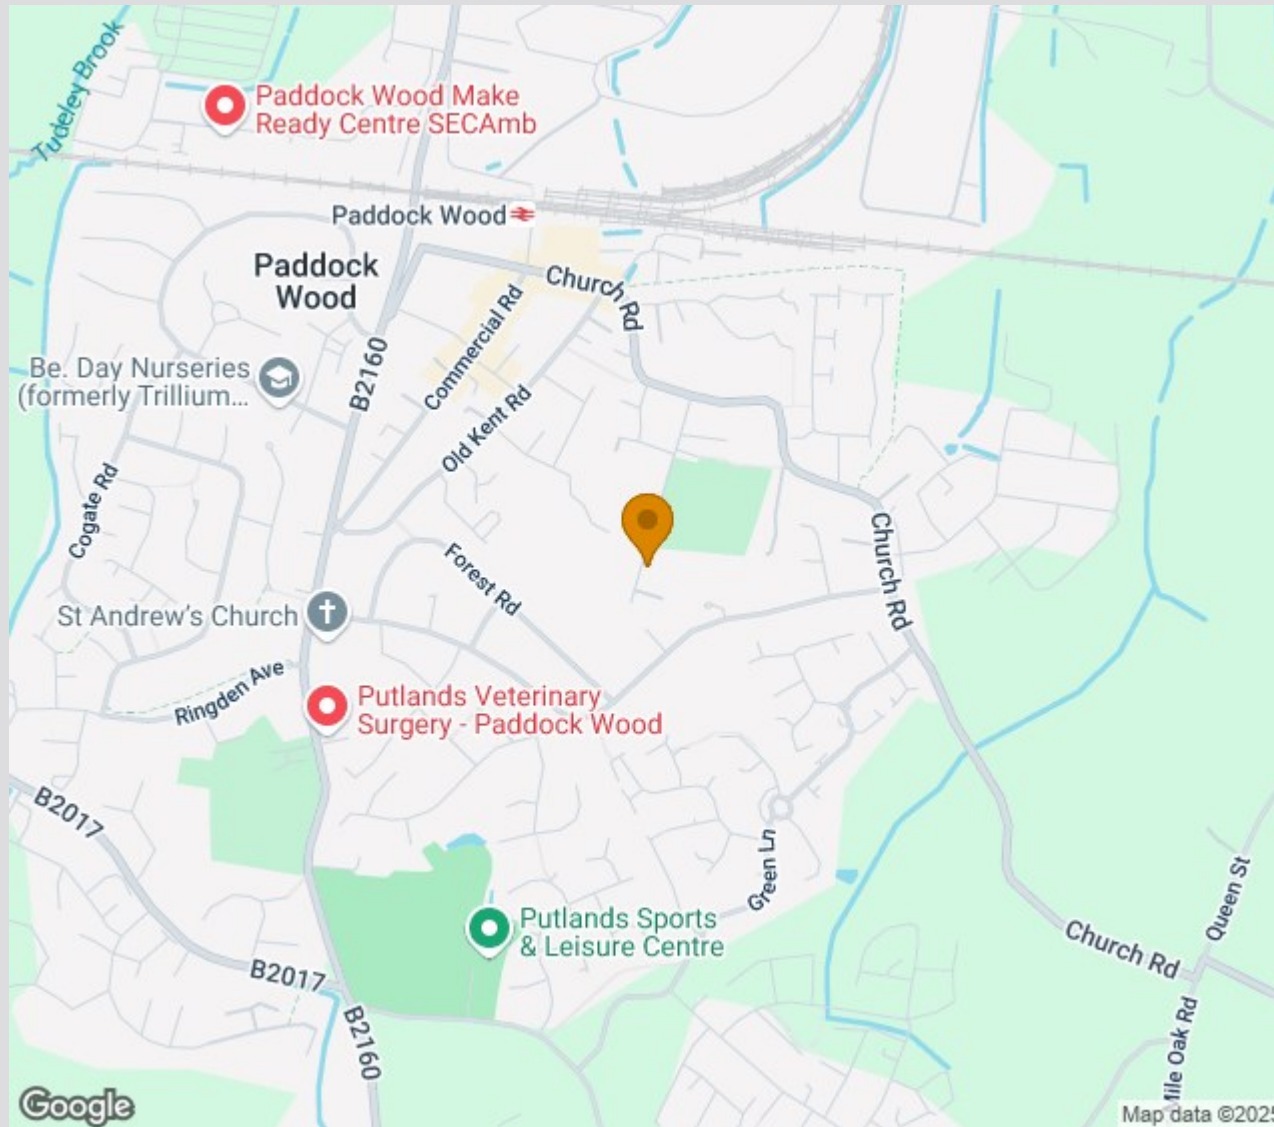 Tudeley Brook
Paddock Wood Make
Ready Centre SECAmb
Paddock Wood
Paddock
Wood
Church Rd
Commercial Rd
Be. Day Nurseries
(formerly Trillium...
B2160
Old Kent Rd
Cogate Rd
Church Rd
Forest Rd
St Andrew's Church
Ringden Ave
Putlands Veterinary
Surgery - Paddock Wood
B2017
Green Ln
Queen St
Putlands Sports
& Leisure Centre
Church Rd
B2017
B2160
Mile Oak Rd
Google
Map data ©2025